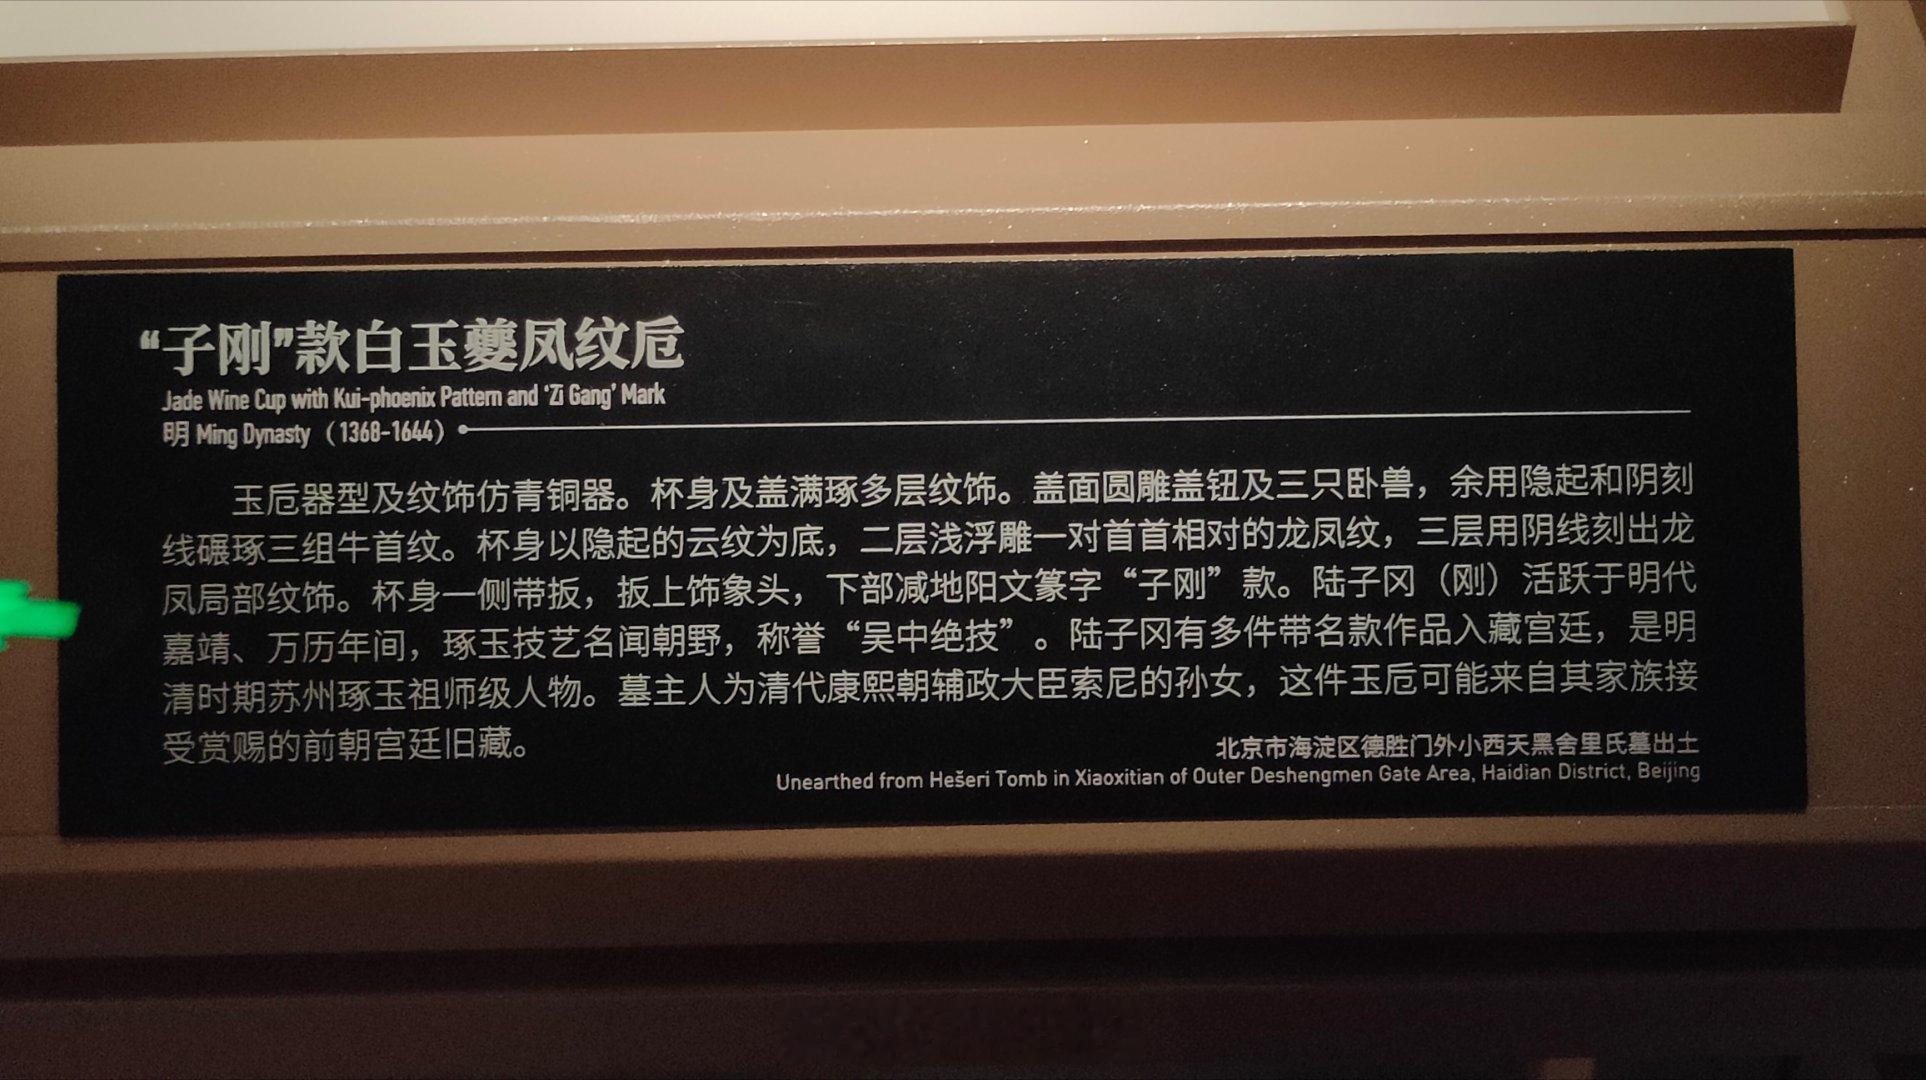 “子刚”款白玉夔凤纹卮
Jade Wine Cup with Kui-phoenix Pattern and ‘Zi Gang’ Mark
明 Ming Dynasty（1368-1644）
玉卮器型及纹饰仿青铜器。杯身及盖满琢多层纹饰。盖面圆雕盖钮及三只卧兽，余用隐起和阴刻
线碾琢三组牛首纹。杯身以隐起的云纹为底，二层浅浮雕一对首首相对的龙凤纹，三层用阴线刻出龙
凤局部纹饰。杯身一侧带扳，扳上饰象头，下部减地阳文篆字“子刚”款。陆子冈（刚）活跃于明代
嘉靖、万历年间，琢玉技艺名闻朝野，称誉“吴中绝技”。陆子冈有多件带名款作品入藏宫廷，是明
清时期苏州琢玉祖师级人物。墓主人为清代康熙朝辅政大臣索尼的孙女，这件玉卮可能来自其家族接
受赏赐的前朝宫廷旧藏。
北京市海淀区德胜门外小西天黑舍里氏墓出土
Unearthed from Hešeri Tomb in Xiaoxitian of Outer Deshengmen Gate Area, Haidian District, Beijing